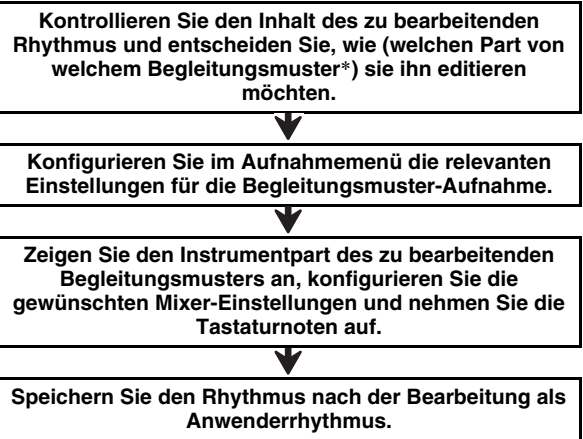 Kontrollieren Sie den Inhalt des zu bearbeitenden
Rhythmus und entscheiden Sie, wie (welchen Part von
welchem Begleitungsmuster*) sie ihn editieren
möchten.
Konfigurieren Sie im Aufnahmemenü die relevanten
Einstellungen für die Begleitungsmuster-Aufnahme.
Zeigen Sie den Instrumentpart des zu bearbeitenden
Begleitungsmusters an, konfigurieren Sie die
gewünschten Mixer-Einstellungen und nehmen Sie die
Tastaturnoten auf.
Speichern Sie den Rhythmus nach der Bearbeitung als
Anwenderrhythmus.